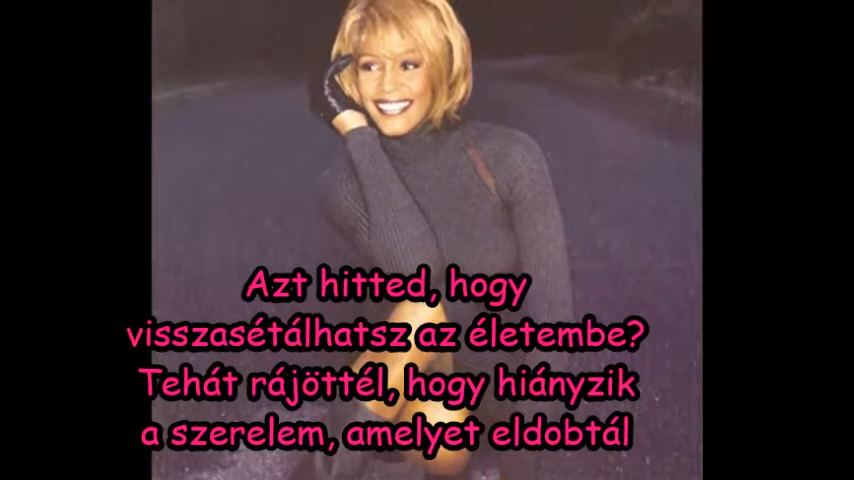 Azt hitted, hogy
visszasétálhatsz az életembe?
Tehát rájöttél, hogy hiányzik
a szerelem, amelyet eldobtál